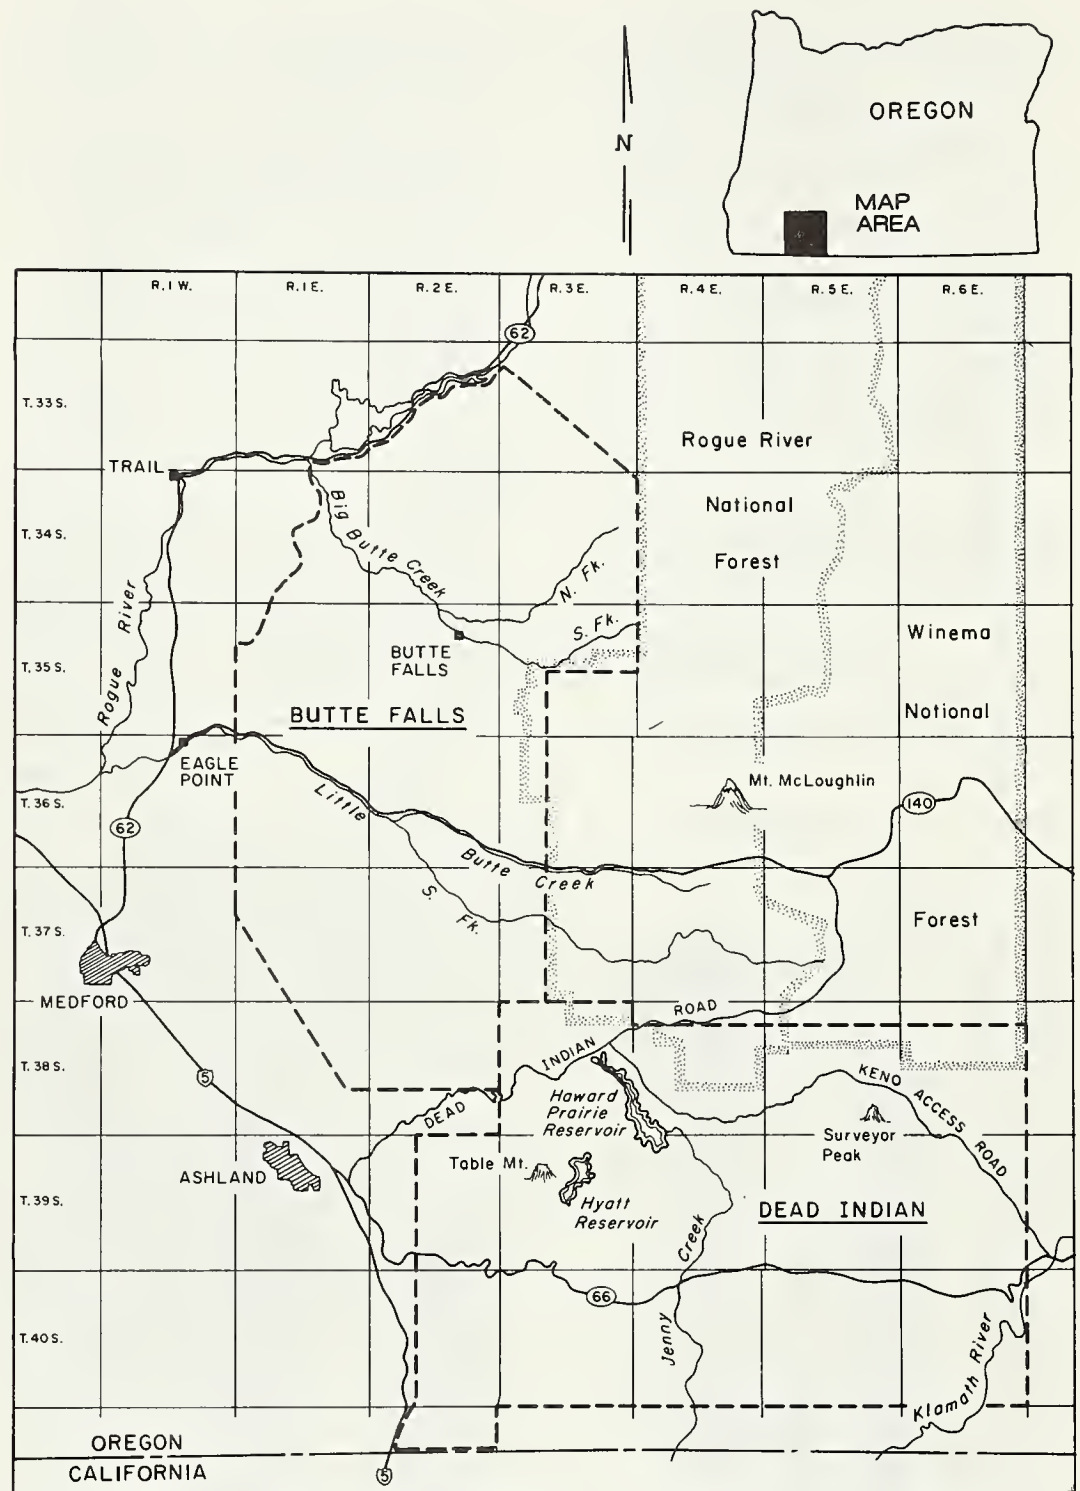 N
OREGON
MAP
AREA
R. 1 W.
R. 1 E.
R. 2 E.
R. 3 E.
R. 4 E.
R. 5 E.
R. 6 E.
62
T. 33 S.
Rogue River
TRAIL
National
Forest
T. 34 S.
Big Butte Creek
N. Fk.
S. Fk.
Rogue River
BUTTE
FALLS
Winema
T. 35 S.
BUTTE FALLS
Notional
EAGLE
POINT
Mt. McLoughlin
T. 36 S.
Little
140
62
Butte Creek
S. Fk.
Forest
T. 37 S.
MEDFORD
ROAD
INDIAN
T. 38 S.
5
DEAD
Haward
Prairie
Reservoir
KENO ACCESS ROAD
Surveyor
Peak
Table Mt.
ASHLAND
T. 39 S.
Hyatt
Reservoir
DEAD INDIAN
Creek
66
T. 40 S.
Jenny
Klamath River
OREGON
CALIFORNIA
5